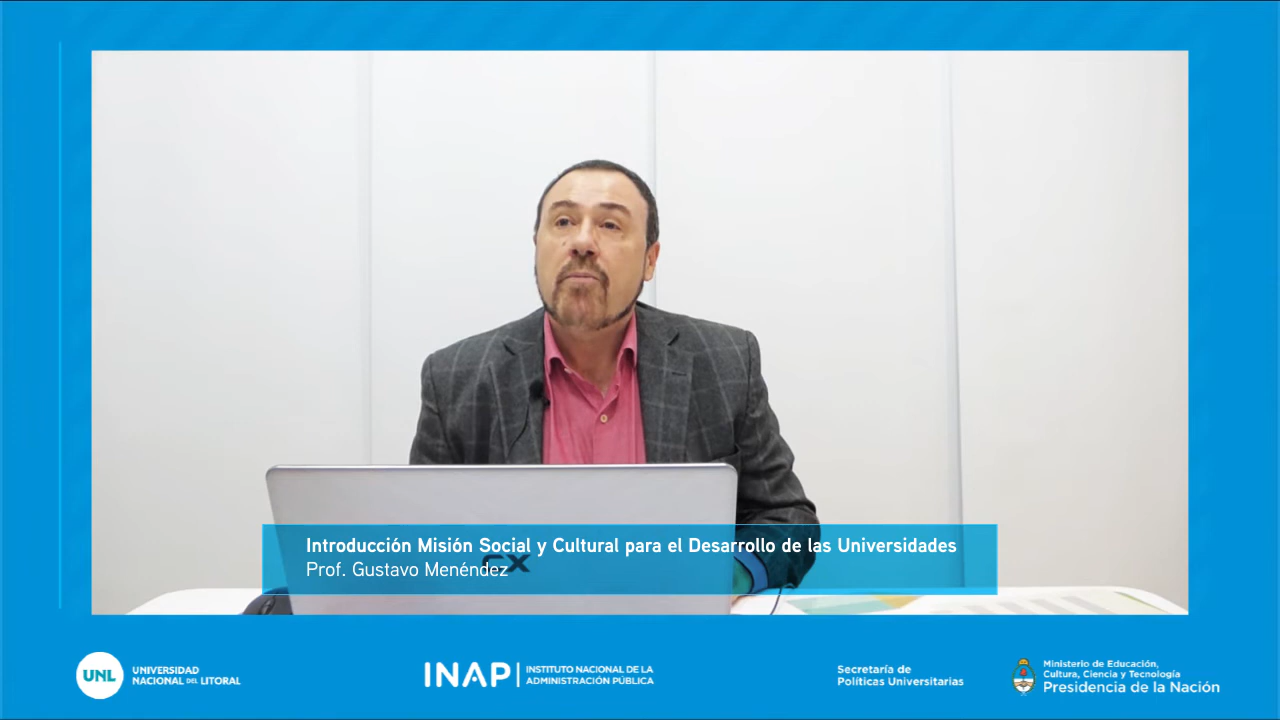 Introducción Misión Social y Cultural para el Desarrollo de las Universidades
Prof. Gustavo Menéndez
CX
UNL
UNIVERSIDAD
NACIONAL DEL LITORAL
INAP
INSTITUTO NACIONAL DE LA
ADMINISTRACIÓN PÚBLICA
Secretaría de
Políticas Universitarias
Ministerio de Educación,
Cultura, Ciencia y Tecnología
Presidencia de la Nación